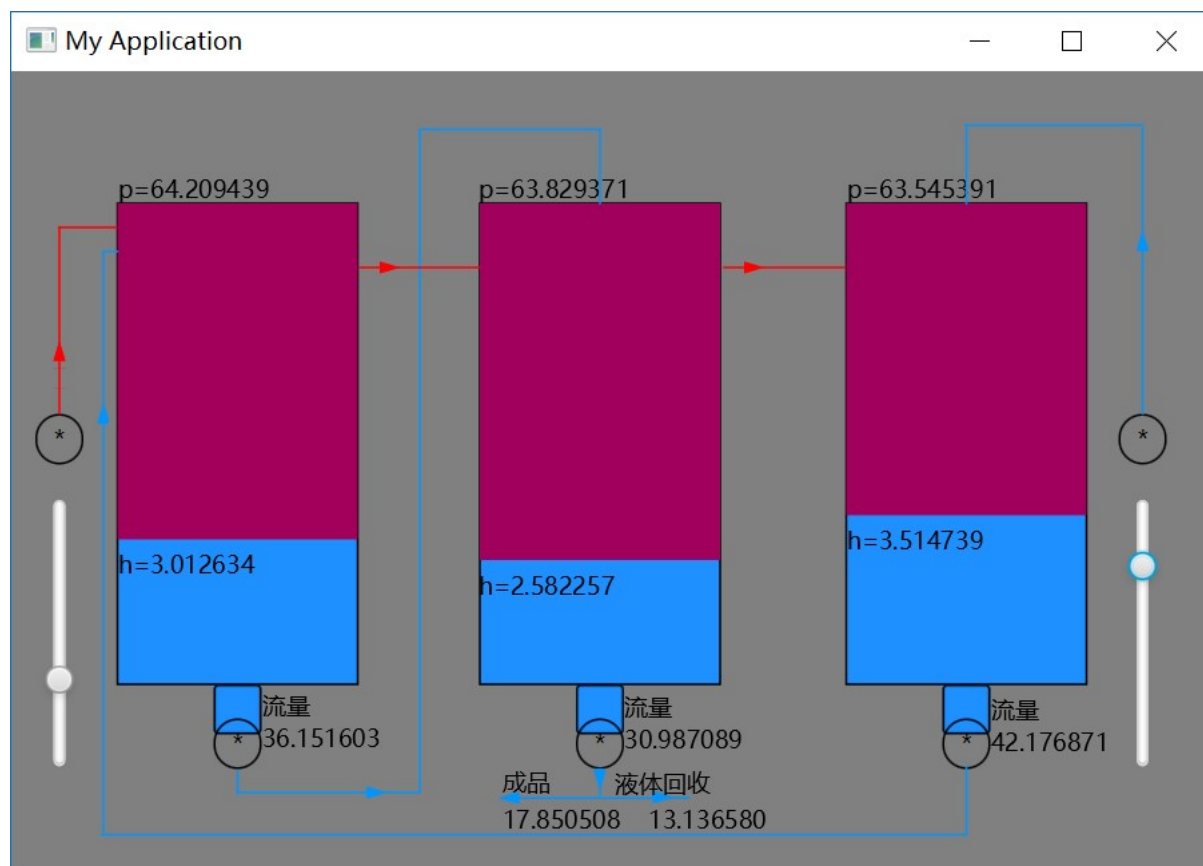 My Application
p=64.209439
p=63.829371
p=63.545391
*
*
h=3.012634
h=2.582257
h=3.514739
流量
流量
流量
*
36.151603
*
30.987089
*
42.176871
成品
液体回收
17.850508
13.136580